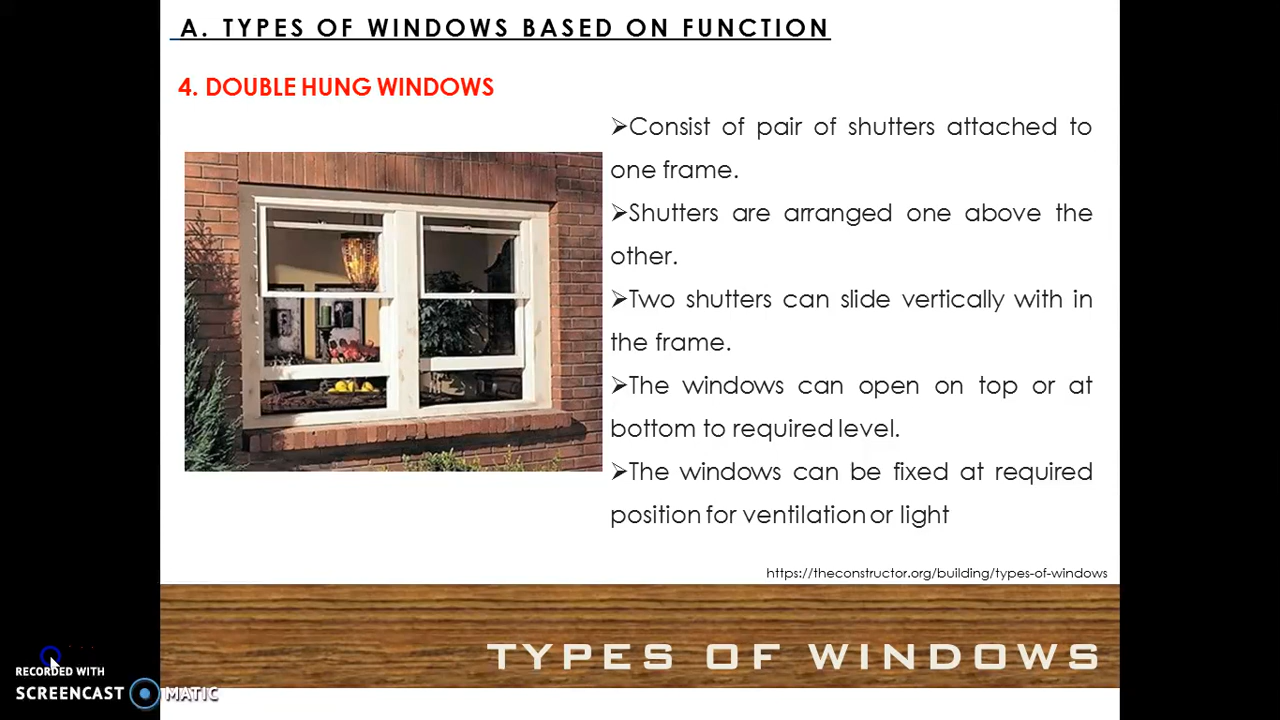 A. TYPES OF WINDOWS BASED ON FUNCTION
4. DOUBLE HUNG WINDOWS
➢Consist of pair of shutters attached to
one frame.
➢Shutters are arranged one above the
other.
➢Two shutters can slide vertically with in
the frame.
➢The windows can open on top or at
bottom to required level.
➢The windows can be fixed at required
position for ventilation or light
https://theconstructor.org/building/types-of-windows
TYPES OF WINDOWS
RECORDED WITH
SCREENCAST MATIC